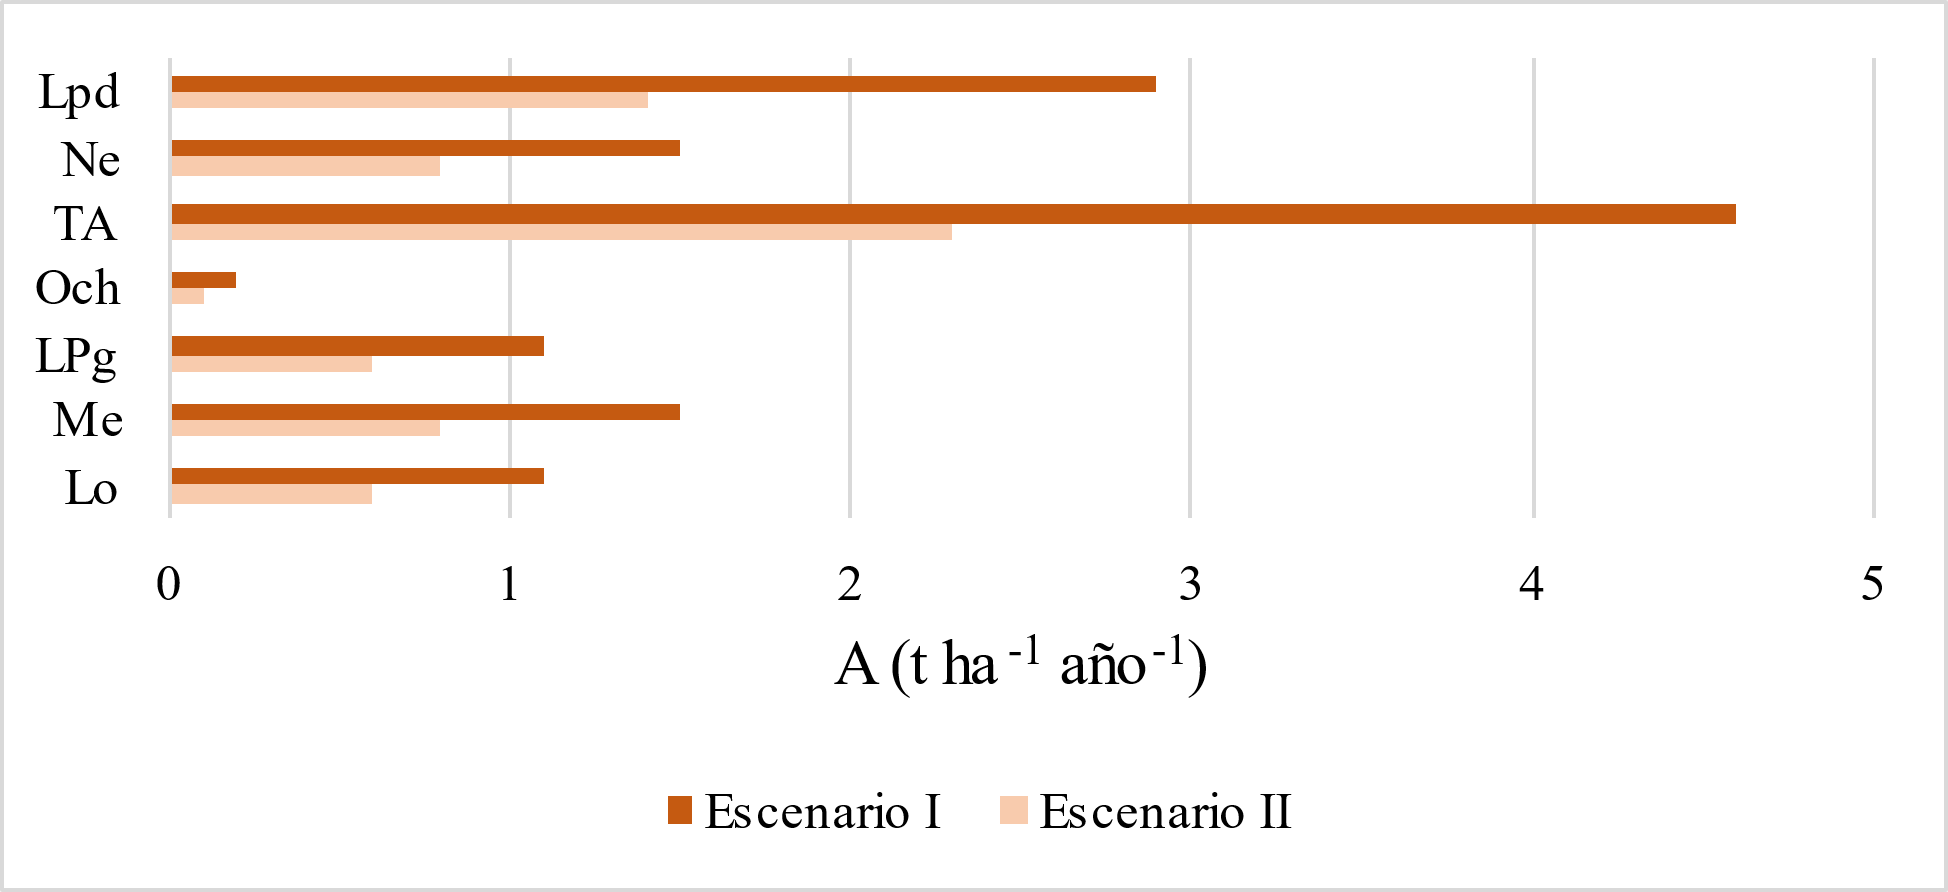 Lpd
Ne
TA
Och
LPg
Me
Lo
0 1 2 3 4 5
A (t ha⁻¹ año⁻¹)
Escenario I Escenario II